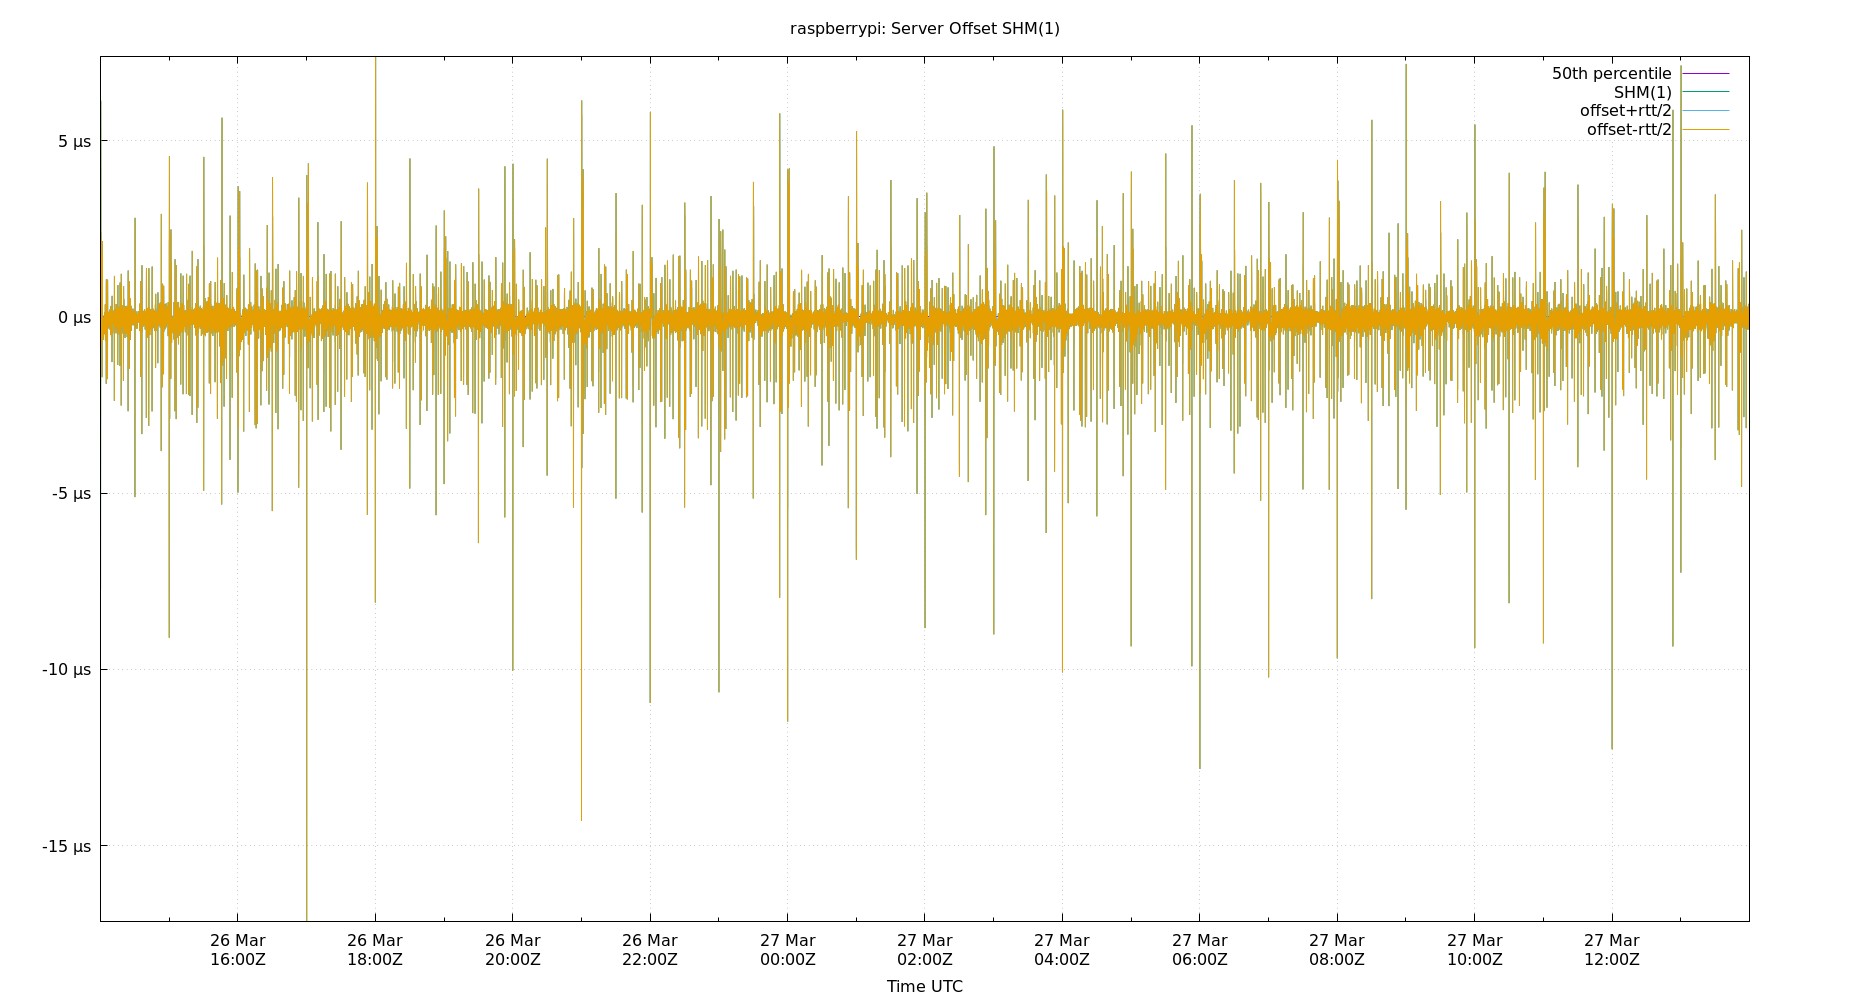 raspberrypi: Server Offset SHM(1)
50th percentile
SHM(1)
offset+rtt/2
offset-rtt/2
5 µs
0 µs
-5 µs
-10 µs
-15 µs
26 Mar 26 Mar 26 Mar 26 Mar 27 Mar 27 Mar 27 Mar 27 Mar 27 Mar 27 Mar 27 Mar
16:00Z 18:00Z 20:00Z 22:00Z 00:00Z 02:00Z 04:00Z 06:00Z 08:00Z 10:00Z 12:00Z
Time UTC